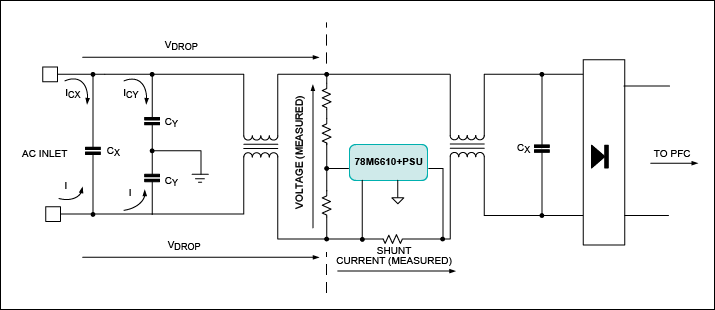 VDROP
ICX
ICY
CY
AC INLET
CX
CY
I
I
VDROP
VOLTAGE (MEASURED)
78M6610+PSU
SHUNT
CURRENT (MEASURED)
CX
TO PFC